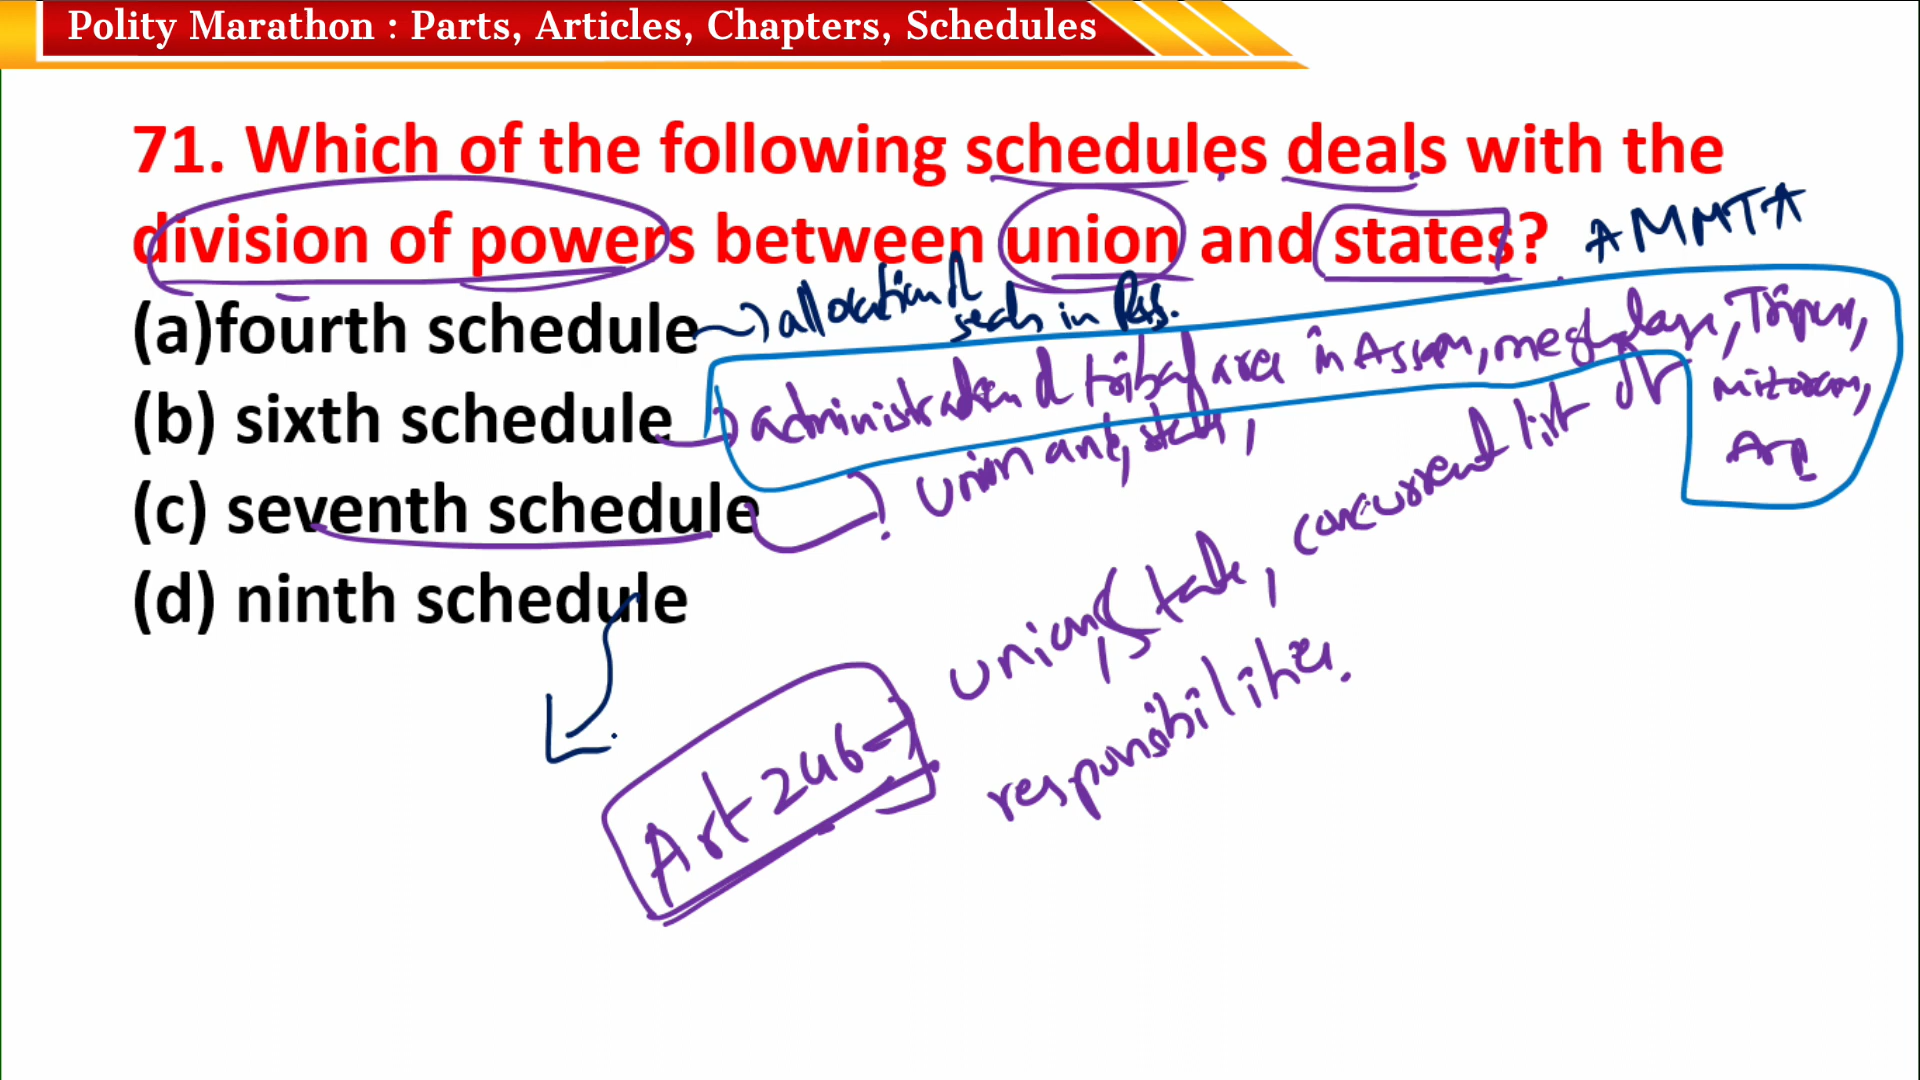 Polity Marathon : Parts, Articles, Chapters, Schedules
71. Which of the following schedules deals with the
division of powers between union and states?
AMMTA
(a)fourth schedule
allocation of
seats in
(b) sixth schedule
administration of tribal area in Assam, meghalaya, Tripura,
mizoram,
(c) seventh schedule
union and, state,
concurrent list
(d) ninth schedule
union, state,
responsibilities.
Art 246